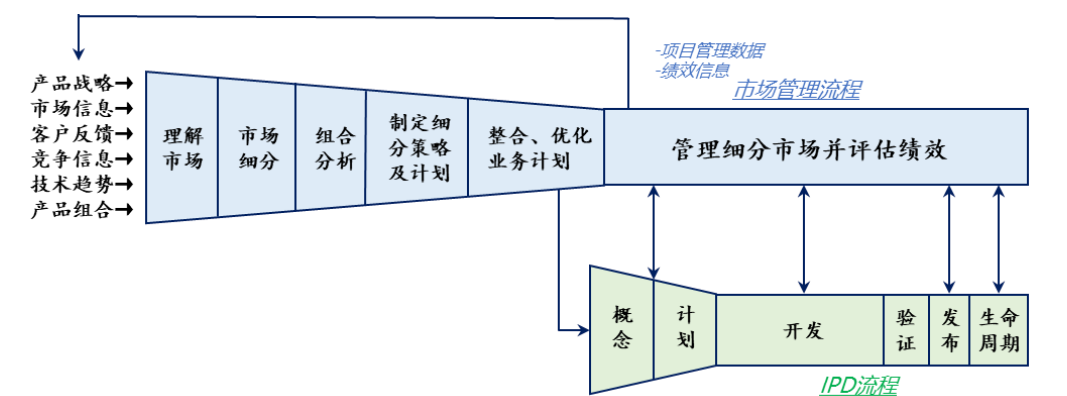 -项目管理数据
-绩效信息
市场管理流程
产品战略→
市场信息→
客户反馈→
竞争信息→
技术趋势→
产品组合→
理解
市场
市场
细分
组合
分析
制定细
分策略
及计划
整合、优化
业务计划
管理细分市场并评估绩效
概
念
计
划
开发
验
证
发
布
生命
周期
IPD流程